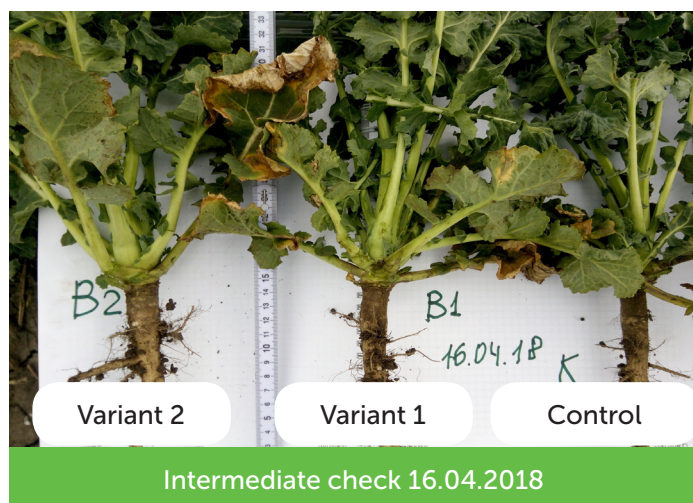 B2
B1
16.04.18
K
Variant 2
Variant 1
Control
Intermediate check 16.04.2018